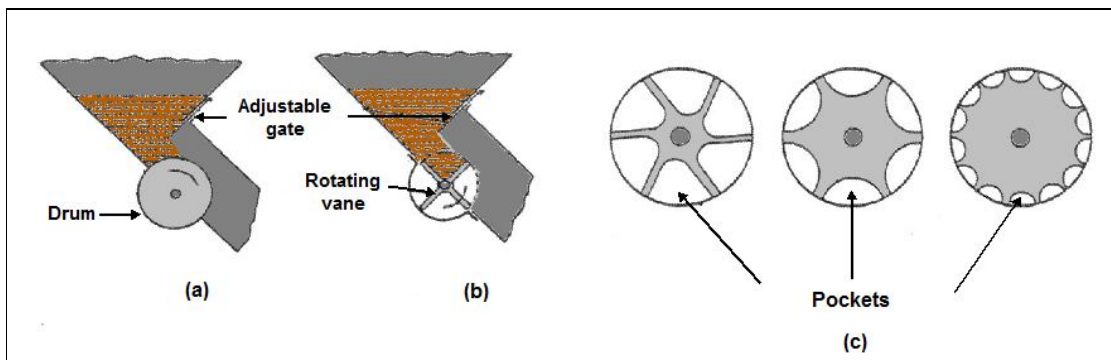 Adjustable
gate
Rotating
vane
Drum
Pockets
(a)
(b)
(c)